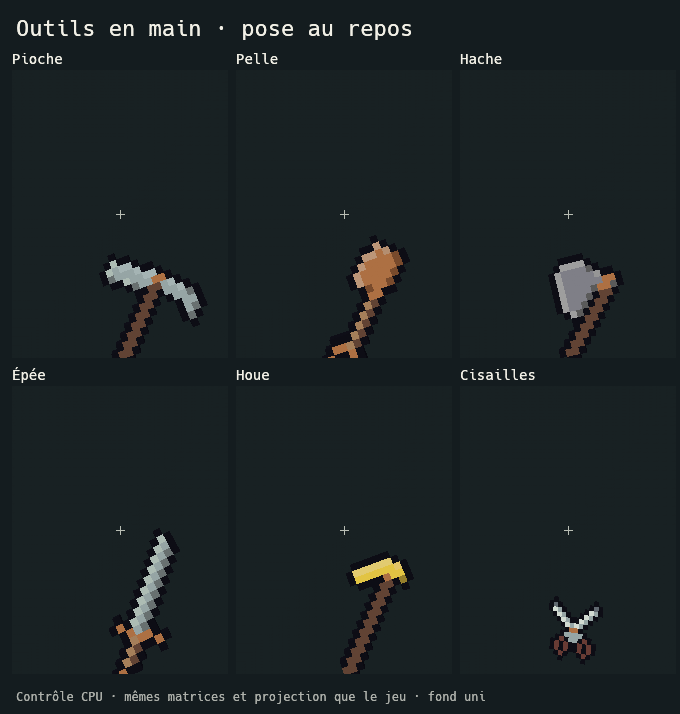 Outils en main · pose au repos
Pioche
Pelle
Hache
Épée
Houe
Cisailles
Contrôle CPU · mêmes matrices et projection que le jeu · fond uni